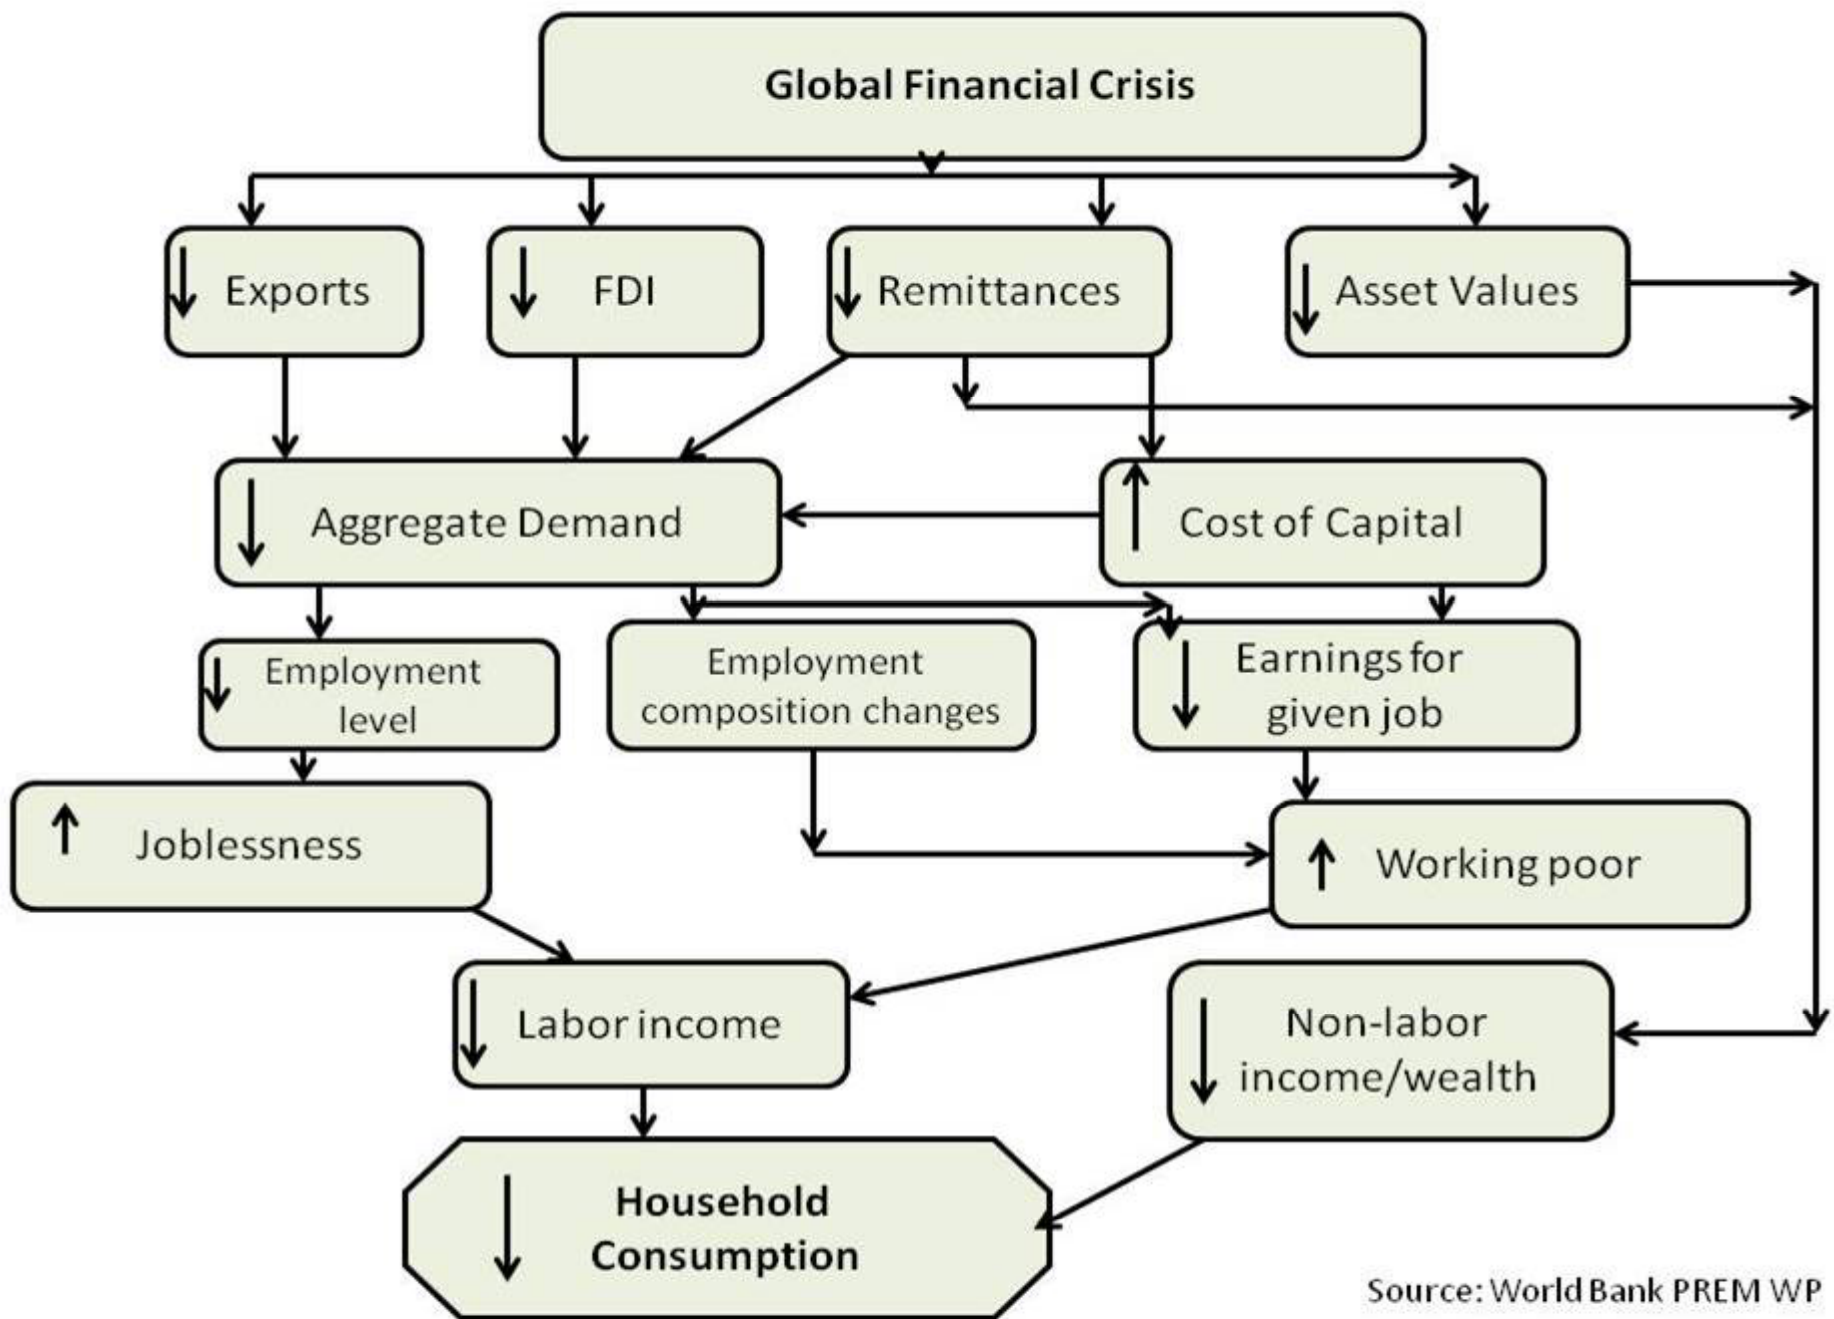 Global Financial Crisis
Exports
FDI
Remittances
Asset Values
Aggregate Demand
Cost of Capital
Employment
level
Employment
composition changes
Earnings for
given job
Joblessness
Working poor
Labor income
Non-labor
income/wealth
Household
Consumption
Source: World Bank PREM WP